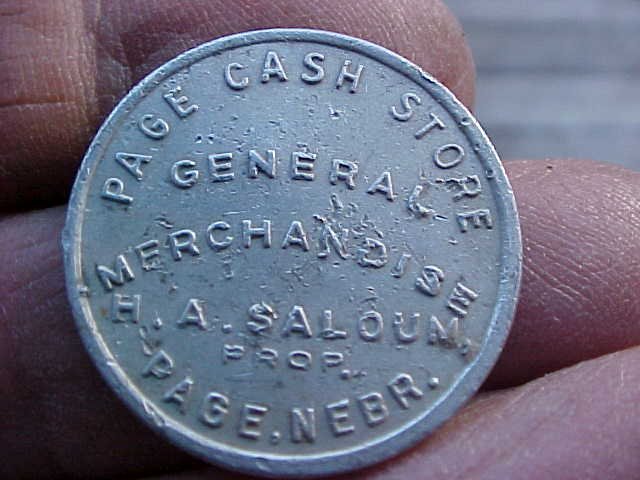 PAGE CASH STORE
GENERAL
MERCHANDISE
H. A. SALOUM,
PROP.
PAGE, NEBR.